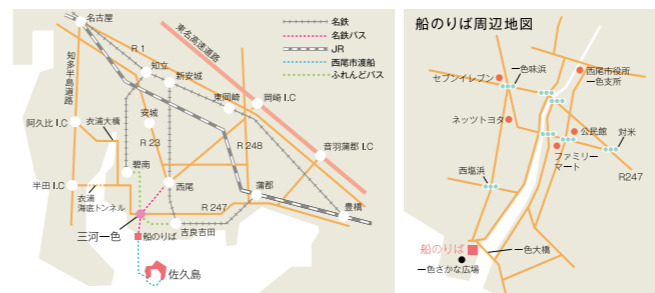 名古屋
R 1
東名高速道路
知多半島道路
知立
新安城
東岡崎
岡崎 I.C
名鉄
名鉄バス
JR
西尾市渡船
ふれんどバス
阿久比 I.C
衣浦大橋
安城
R 23
R 248
音羽蒲郡 I.C
碧南
半田 I.C
衣浦
海底トンネル
西尾
蒲郡
R 247
豊橋
三河一色
船のりば
吉良吉田
佐久島
船のりば周辺地図
一色味浜
セブンイレブン
西尾市役所
一色支所
ネッツトヨタ
公民館
対米
ファミリー
マート
西塩浜
R247
船のりば
一色大橋
一色さかな広場